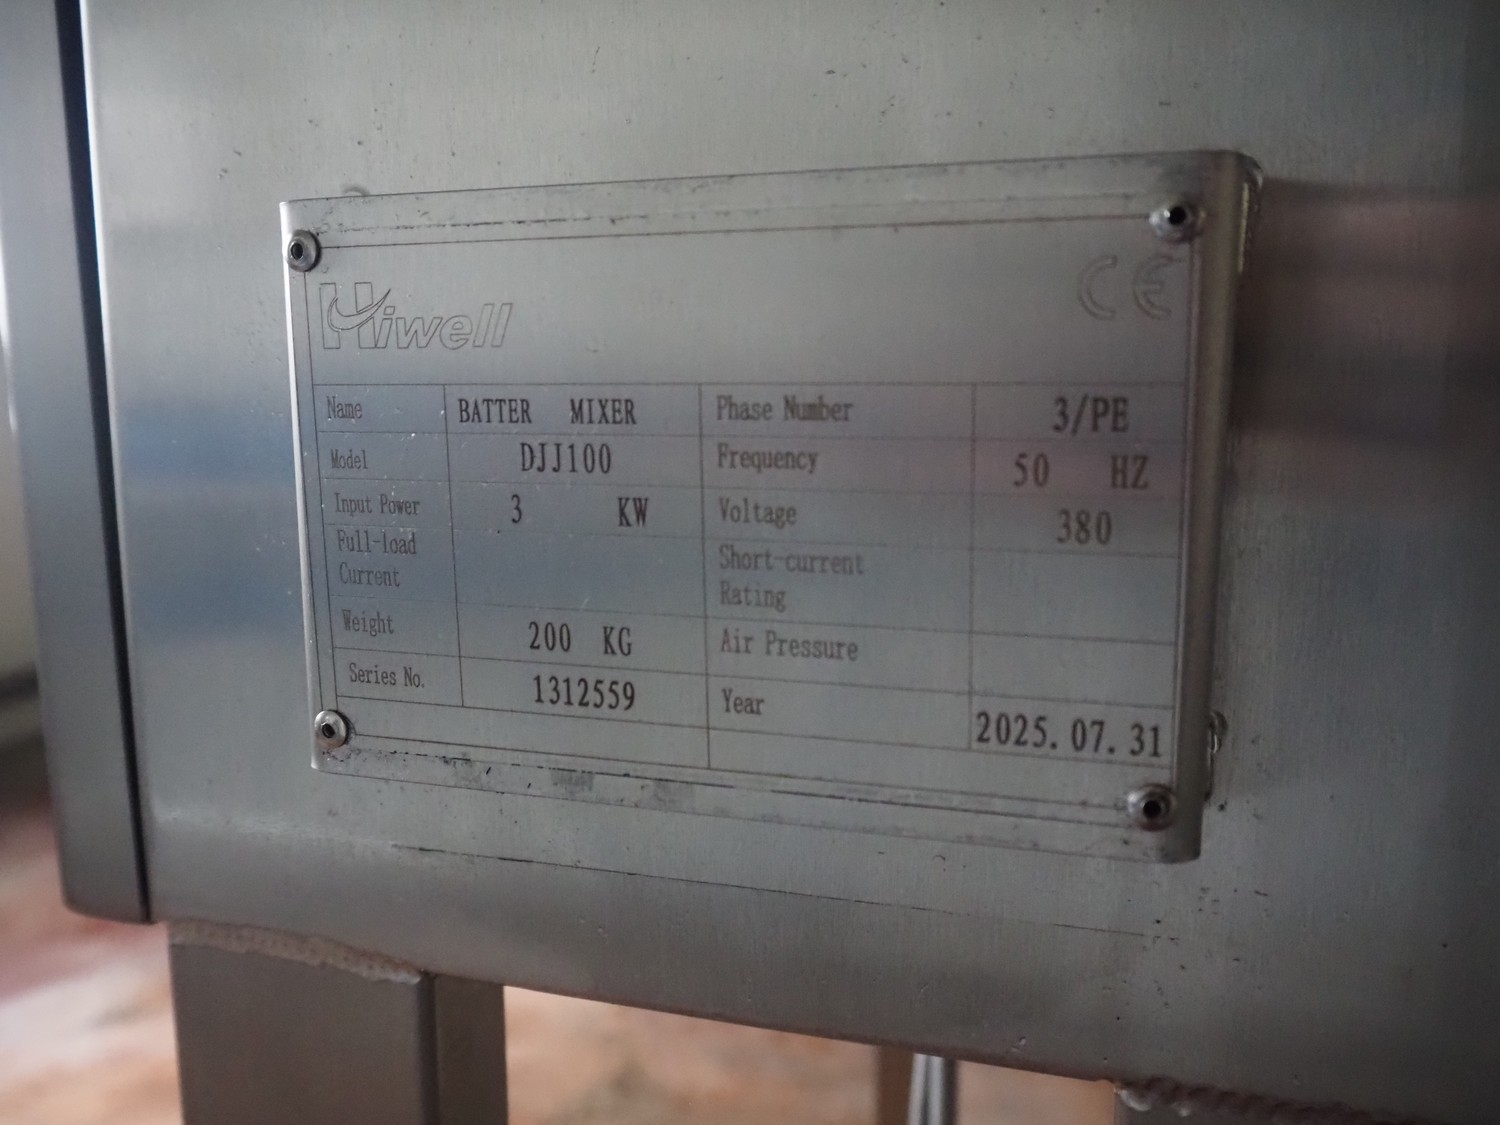 Hiwell CE
Name BATTER MIXER Phase Number 3/PE
Model DJJ100 Frequency 50 HZ
Input Power 3 KW Voltage 380
Full-load Current Short-current Rating
Weight 200 KG Air Pressure
Series No. 1312559 Year 2025.07.31